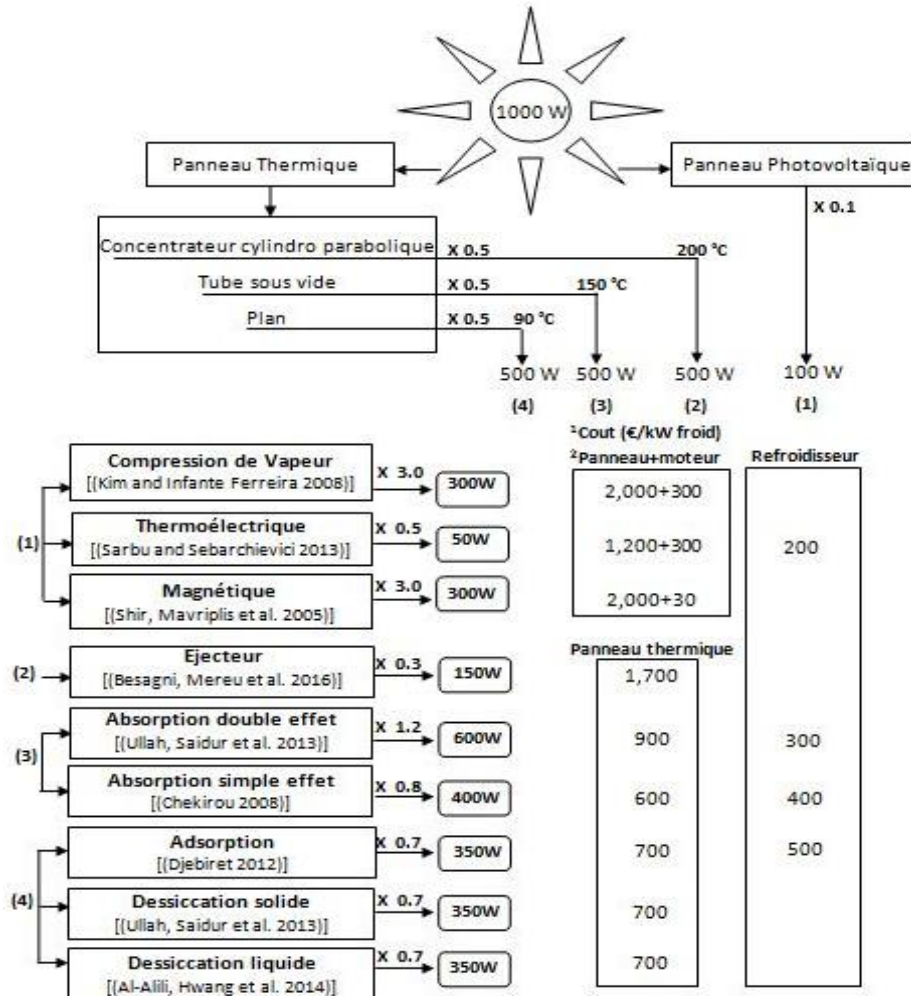 1000 W
Panneau Thermique
Panneau Photovoltaïque
X 0.1
Concentrateur cylindro parabolique X 0.5 200 °C
Tube sous vide X 0.5 150 °C
Plan X 0.5 90 °C
500 W 500 W 500 W 100 W
(4) (3) (2) (1)
¹Cout (€/kW froid)
²Panneau+moteur Refroidisseur
Compression de Vapeur X 3.0
[(Kim and Infante Ferreira 2008)] 300W 2,000+300
(1)
Thermoélectrique X 0.5
[(Sarbu and Sebarchievici 2013)] 50W 1,200+300 200
Magnétique X 3.0
[(Shir, Mavriplis et al. 2005)] 300W 2,000+30
Panneau thermique
(2)
Ejecteur X 0.3
[(Besagni, Mereu et al. 2016)] 150W 1,700
(3)
Absorption double effet X 1.2
[(Ullah, Saidur et al. 2013)] 600W 900 300
Absorption simple effet X 0.8
[(Chekirou 2008)] 400W 600 400
(4)
Adsorption X 0.7
[(Djebiret 2012)] 350W 700 500
Dessiccation solide X 0.7
[(Ullah, Saidur et al. 2013)] 350W 700
Dessiccation liquide X 0.7
[(Al-Alili, Hwang et al. 2014)] 350W 700